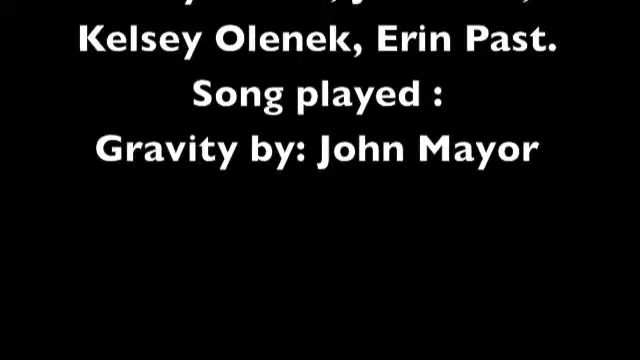 Kelsey Olenek, Erin Past.
Song played :
Gravity by: John Mayor